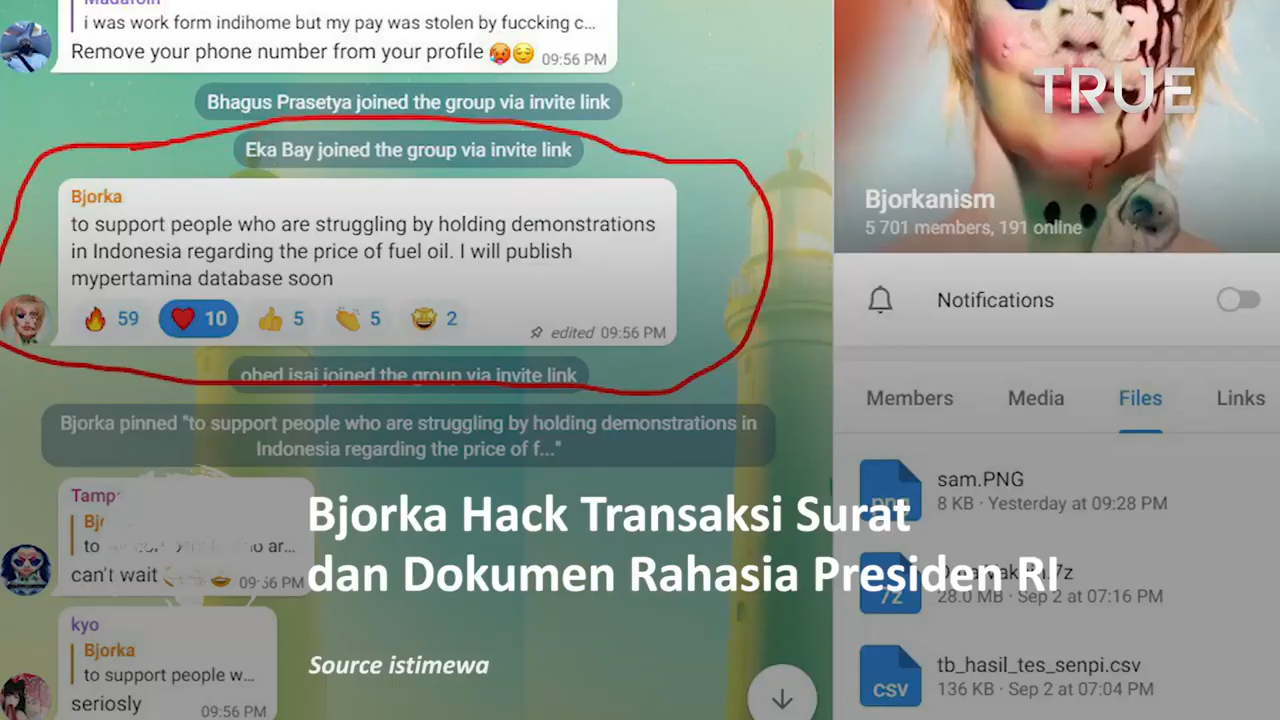 Madafoin
i was work form indihome but my pay was stolen by fuccking c...
Remove your phone number from your profile 🥵😌 09:56 PM
Bhagus Prasetya joined the group via invite link
Eka Bay joined the group via invite link
Bjorka
to support people who are struggling by holding demonstrations
in Indonesia regarding the price of fuel oil. I will publish
mypertamina database soon
🔥 59 ❤️ 10 👍 5 👏 5 🤩 2
edited 09:56 PM
obed isai joined the group via invite link
Bjorka pinned "to support people who are struggling by holding demonstrations in
Indonesia regarding the price of f..."
can't wait 09:56 PM
kyo
Bjorka
to support people w...
seriosly
09:56 PM
TRUE
Bjorkanism
5 701 members, 191 online
Notifications
Members Media Files Links
png
sam.PNG
8 KB · Yesterday at 09:28 PM
7z
28.0 MB · Sep 2 at 07:16 PM
CSV
tb_hasil_tes_senpi.csv
136 KB · Sep 2 at 07:04 PM
Bjorka Hack Transaksi Surat
dan Dokumen Rahasia Presiden RI
Source istimewa